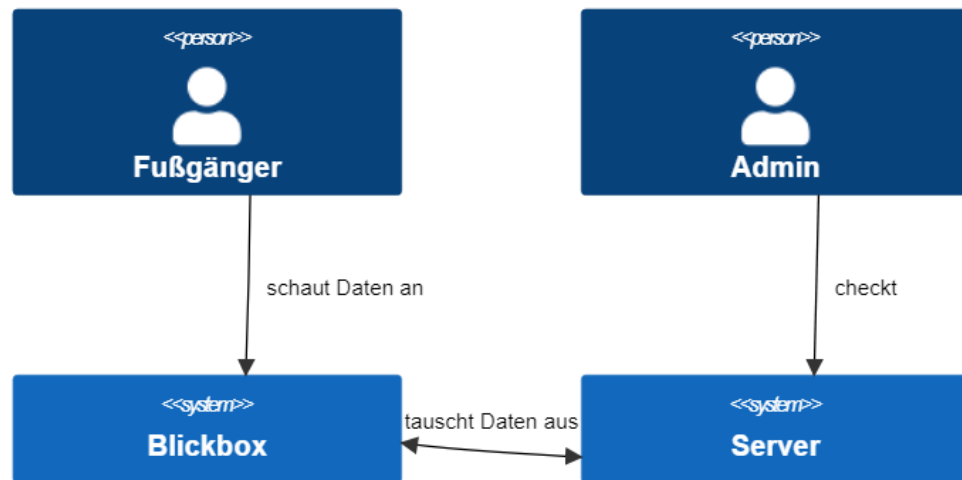 <<person>>
Fußgänger
<<person>>
Admin
schaut Daten an
checkt
<<system>>
Blickbox
tauscht Daten aus
<<system>>
Server